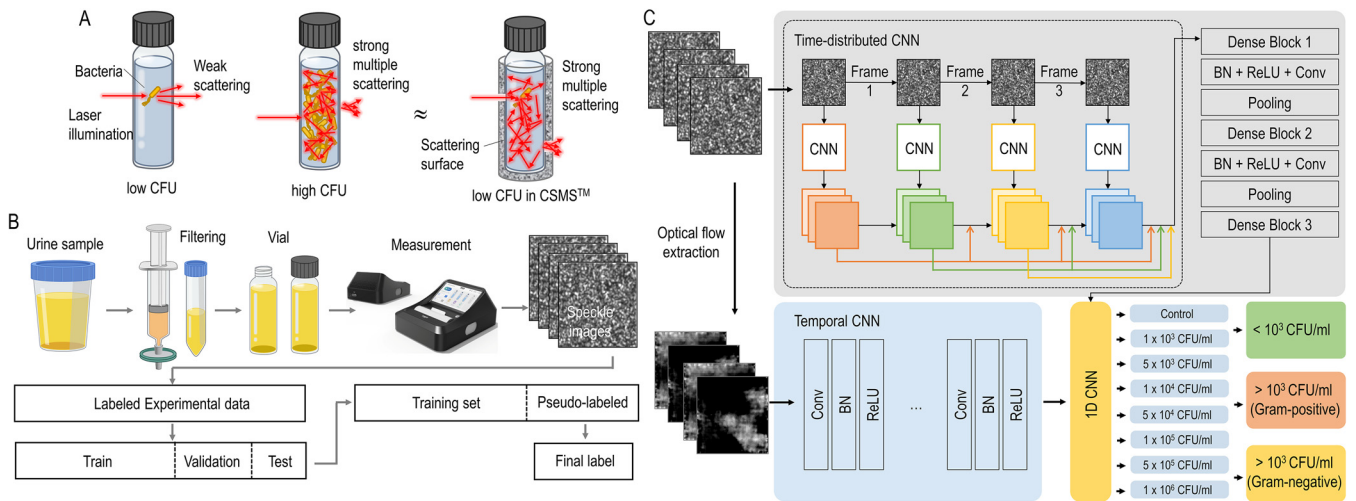 A
Bacteria
Weak
scattering
Laser
illumination
low CFU
strong
multiple
scattering
high CFU
≈
Strong
multiple
scattering
Scattering
surface
low CFU in CSMS™
B
Urine sample
Filtering
Vial
Measurement
Speckle
images
Labeled Experimental data
Train
Validation
Test
Training set
Pseudo-labeled
Final label
C
Time-distributed CNN
Frame
1
Frame
2
Frame
3
CNN
CNN
CNN
CNN
Dense Block 1
BN + ReLU + Conv
Pooling
Dense Block 2
BN + ReLU + Conv
Pooling
Dense Block 3
Optical flow
extraction
Temporal CNN
Conv
BN
ReLU
...
Conv
BN
ReLU
1D CNN
Control
1 x 10³ CFU/ml
5 x 10³ CFU/ml
1 x 10⁴ CFU/ml
5 x 10⁴ CFU/ml
1 x 10⁵ CFU/ml
5 x 10⁵ CFU/ml
1 x 10⁶ CFU/ml
< 10³ CFU/ml
> 10³ CFU/ml
(Gram-positive)
> 10³ CFU/ml
(Gram-negative)